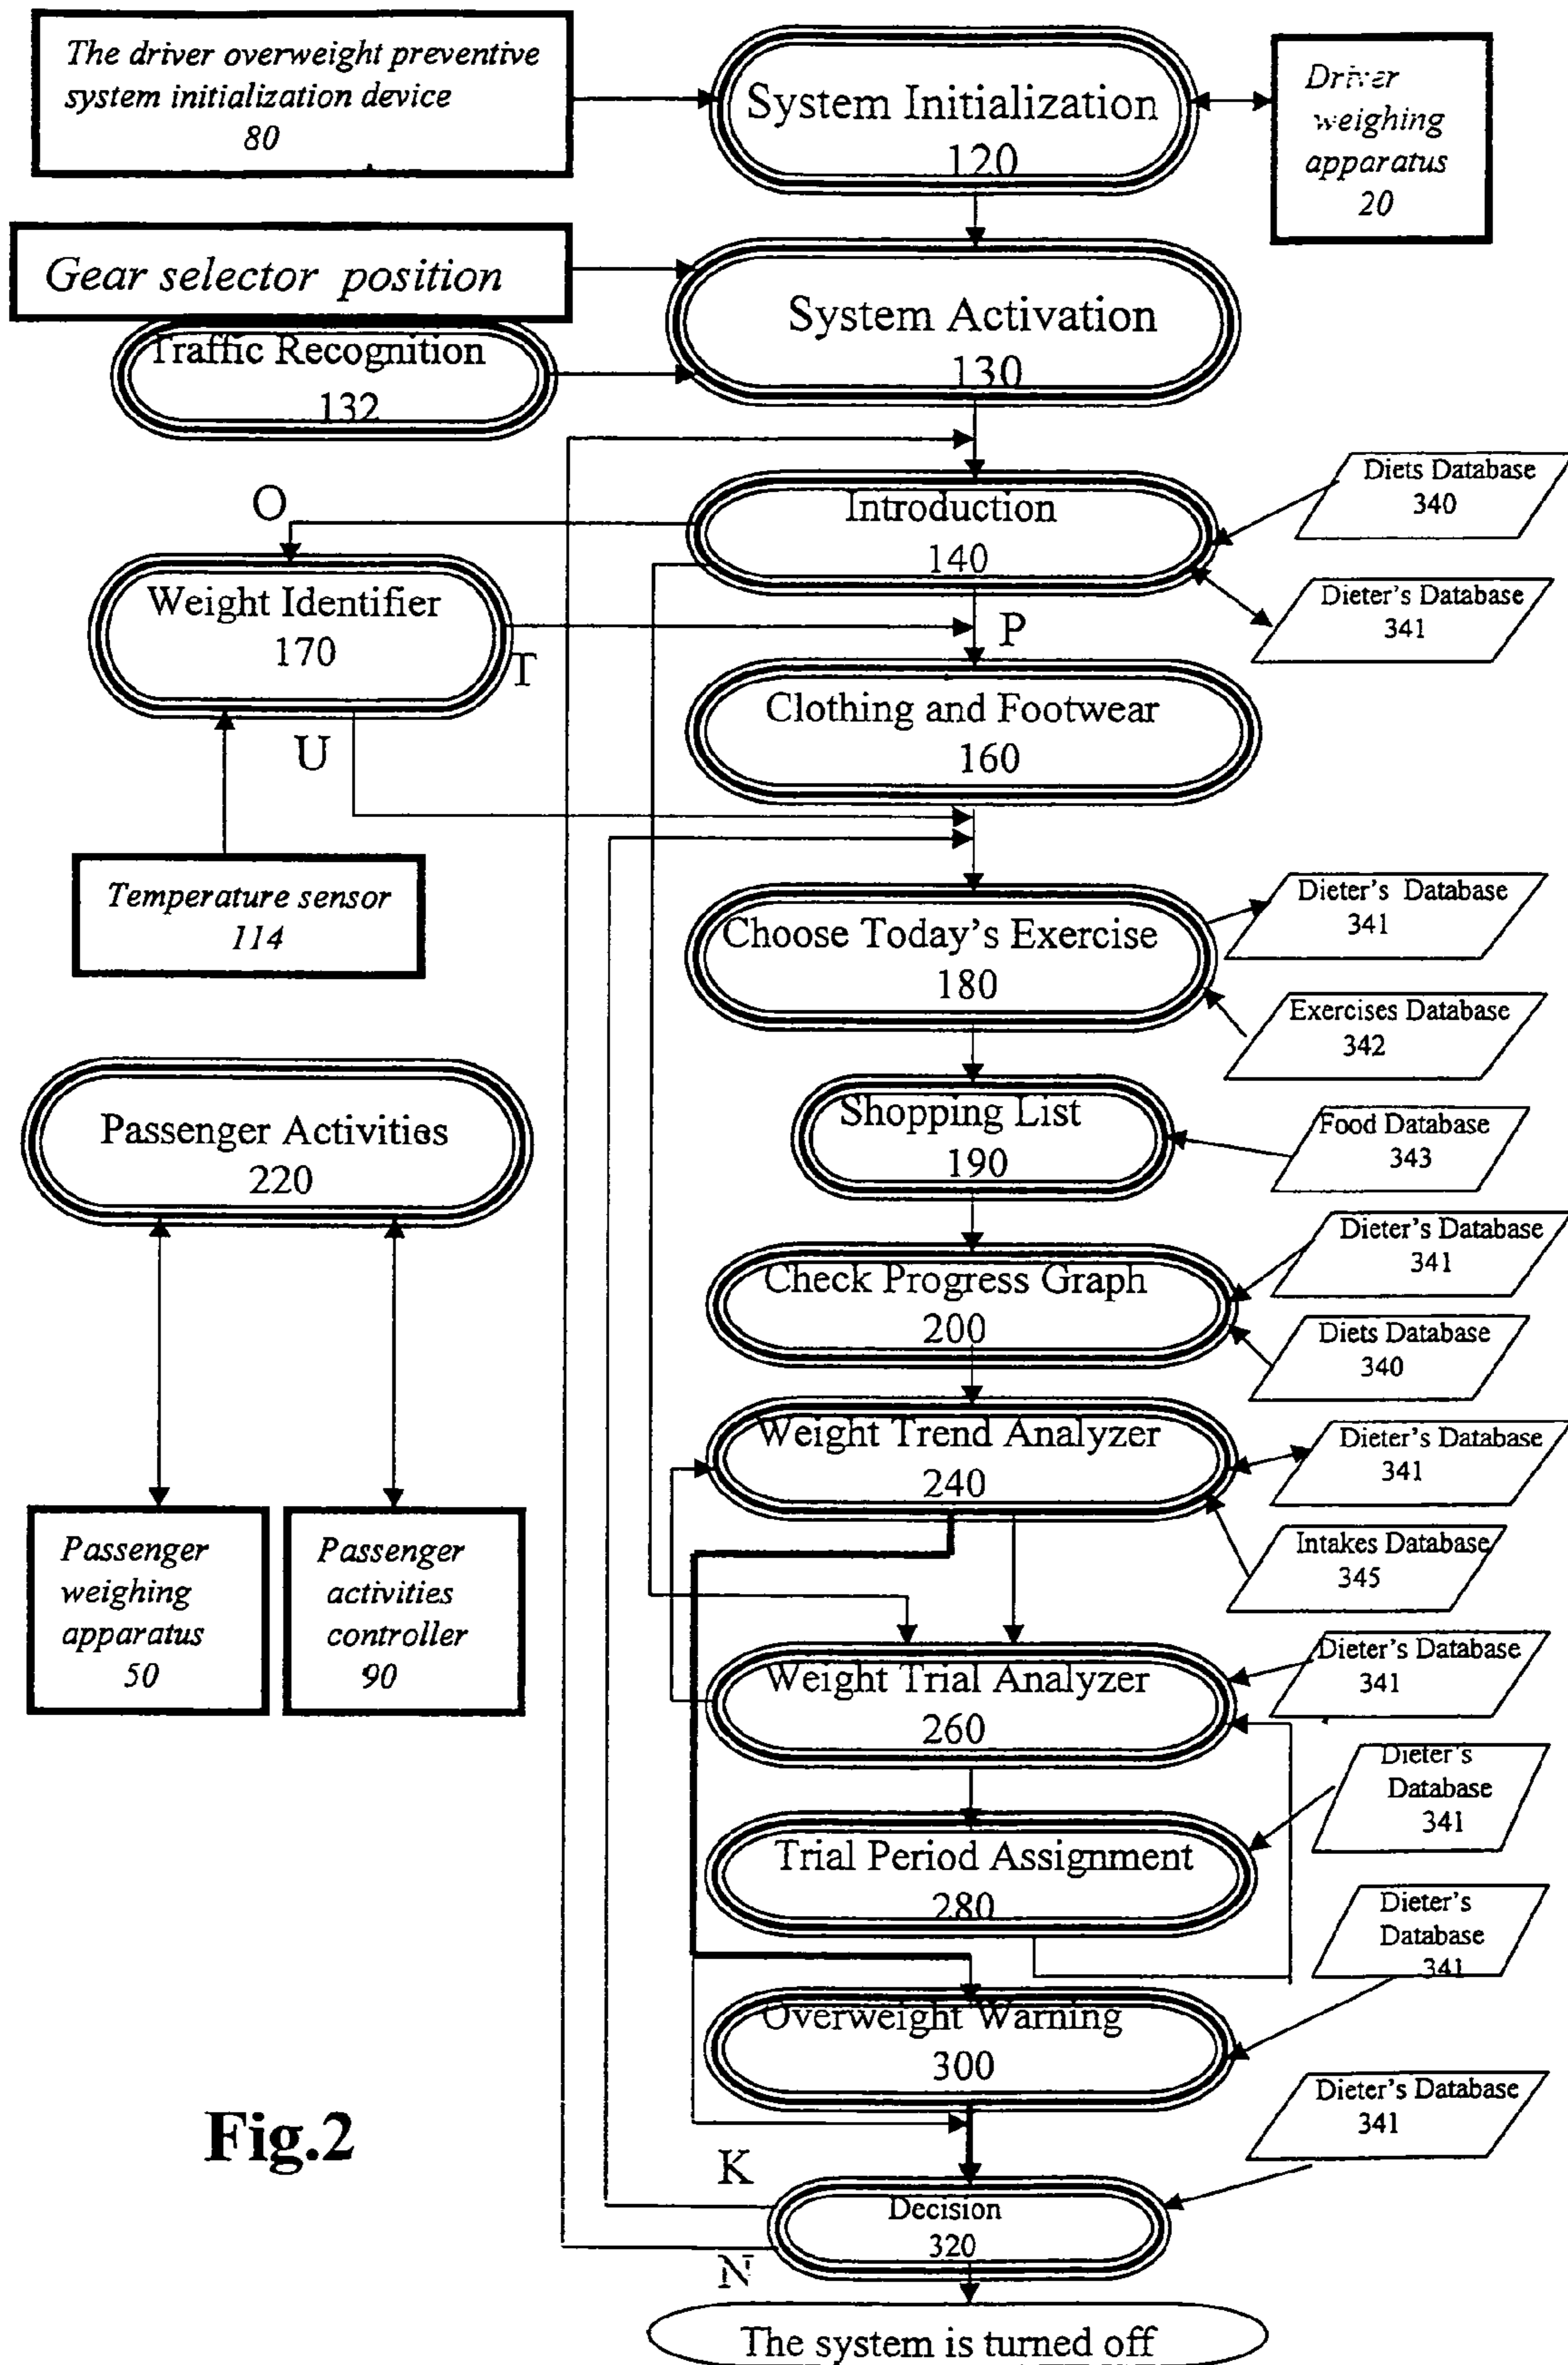 The driver overweight preventive
system initialization device
80
System Initialization
120
Driver
weighing
apparatus
20
Gear selector position
System Activation
130
Traffic Recognition
132
Diets Database
340
Introduction
140
O
Dieter's Database
341
Weight Identifier
170
T
P
Clothing and Footwear
160
U
Temperature sensor
114
Dieter's Database
341
Choose Today's Exercise
180
Exercises Database
342
Passenger Activities
220
Shopping List
190
Food Database
343
Dieter's Database
341
Check Progress Graph
200
Diets Database
340
Weight Trend Analyzer
240
Dieter's Database
341
Intakes Database
345
Passenger
weighing
apparatus
50
Passenger
activities
controller
90
Weight Trial Analyzer
260
Dieter's Database
341
Dieter's
Database
341
Trial Period Assignment
280
Dieter's
Database
341
Overweight Warning
300
Dieter's Database
341
Fig.2
K
Decision
320
N
The system is turned off